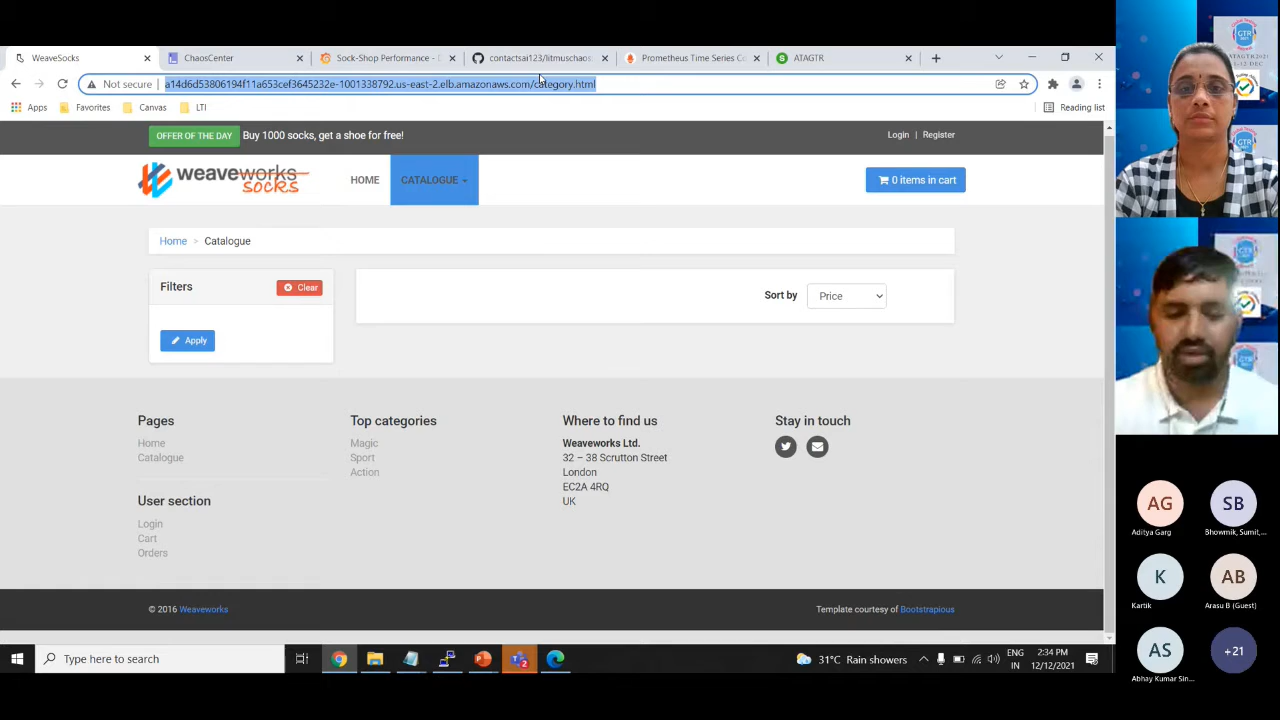 WeaveSocks
ChaosCenter
Sock-Shop Performance - G
contactsai123/litmuschaos
Prometheus Time Series Co
ATAGTR
Not secure
a14d6d53806194f11a653cef3645232e-1001338792.us-east-2.elb.amazonaws.com/category.html
Apps
Favorites
LTI
Reading list
OFFER OF THE DAY Buy 1000 socks, get a shoe for free!
Login | Register
weaveworks
socks
HOME
CATALOGUE
0 items in cart
Home > Catalogue
Filters
Clear
Apply
Sort by
Price
Pages
Home
Catalogue
User section
Login
Cart
Orders
Top categories
Magic
Sport
Action
Where to find us
Weaveworks Ltd.
32 – 38 Scrutton Street
London
EC2A 4RQ
UK
Stay in touch
© 2016 Weaveworks
Template courtesy of Bootstrapious
Type here to search
31°C Rain showers
ENG
IN
2:34 PM
12/12/2021
GTR
GTR
AG
Aditya Garg
SB
Bhowmik, Sumit,...
K
Kartik
AB
Arasu B (Guest)
AS
Abhay Kumar Sin...
+21